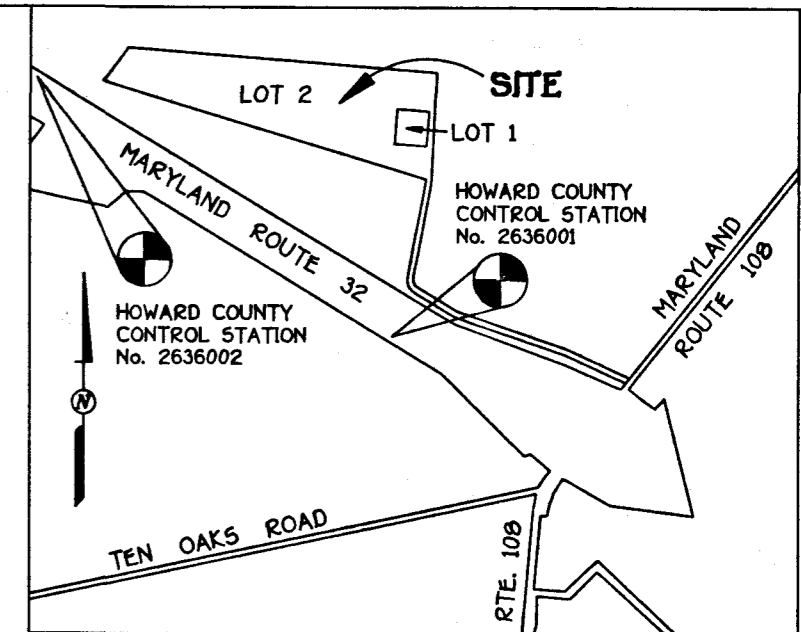 SITE
LOT 2
LOT 1
MARYLAND ROUTE 32
HOWARD COUNTY
CONTROL STATION
No. 2636001
MARYLAND
ROUTE 108
HOWARD COUNTY
CONTROL STATION
No. 2636002
N
TEN OAKS ROAD
RTE. 108